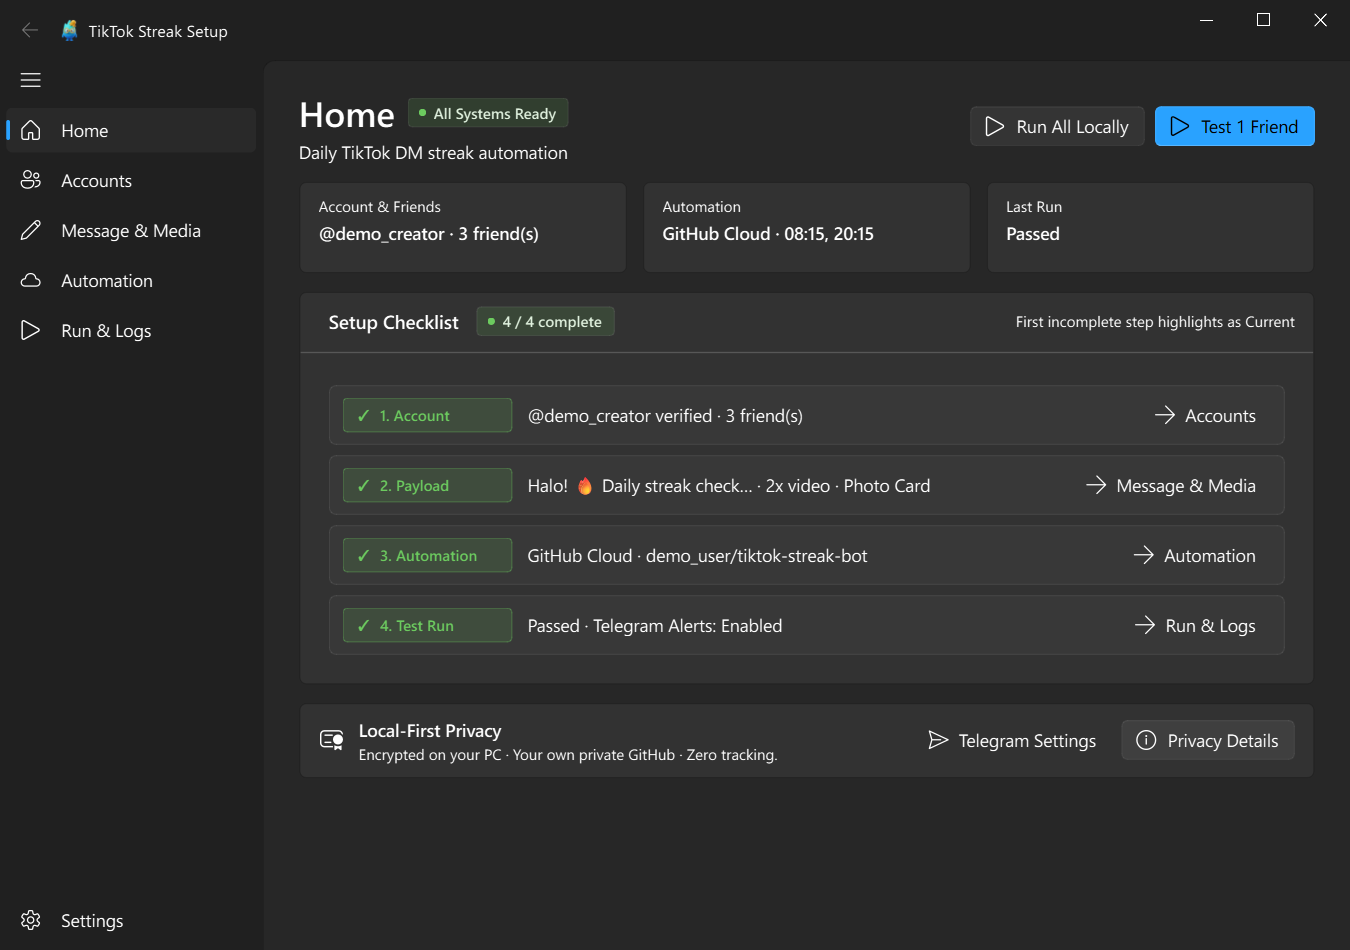 TikTok Streak Setup
Home
Accounts
Message & Media
Automation
Run & Logs
Settings
Home
All Systems Ready
Daily TikTok DM streak automation
Run All Locally
Test 1 Friend
Account & Friends
@demo_creator · 3 friend(s)
Automation
GitHub Cloud · 08:15, 20:15
Last Run
Passed
Setup Checklist
4 / 4 complete
First incomplete step highlights as Current
✓ 1. Account
@demo_creator verified · 3 friend(s)
Accounts
✓ 2. Payload
Halo! 🔥 Daily streak check... · 2x video · Photo Card
Message & Media
✓ 3. Automation
GitHub Cloud · demo_user/tiktok-streak-bot
Automation
✓ 4. Test Run
Passed · Telegram Alerts: Enabled
Run & Logs
Local-First Privacy
Encrypted on your PC · Your own private GitHub · Zero tracking.
Telegram Settings
Privacy Details